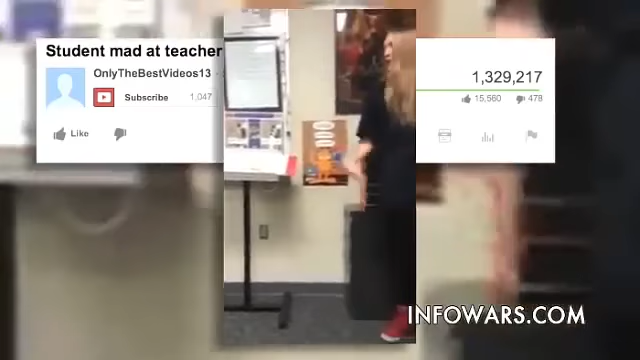 Student mad at teacher
OnlyTheBestVideos13
Subscribe 1,047
1,329,217
15,560 478
Like
INFOWARS.COM